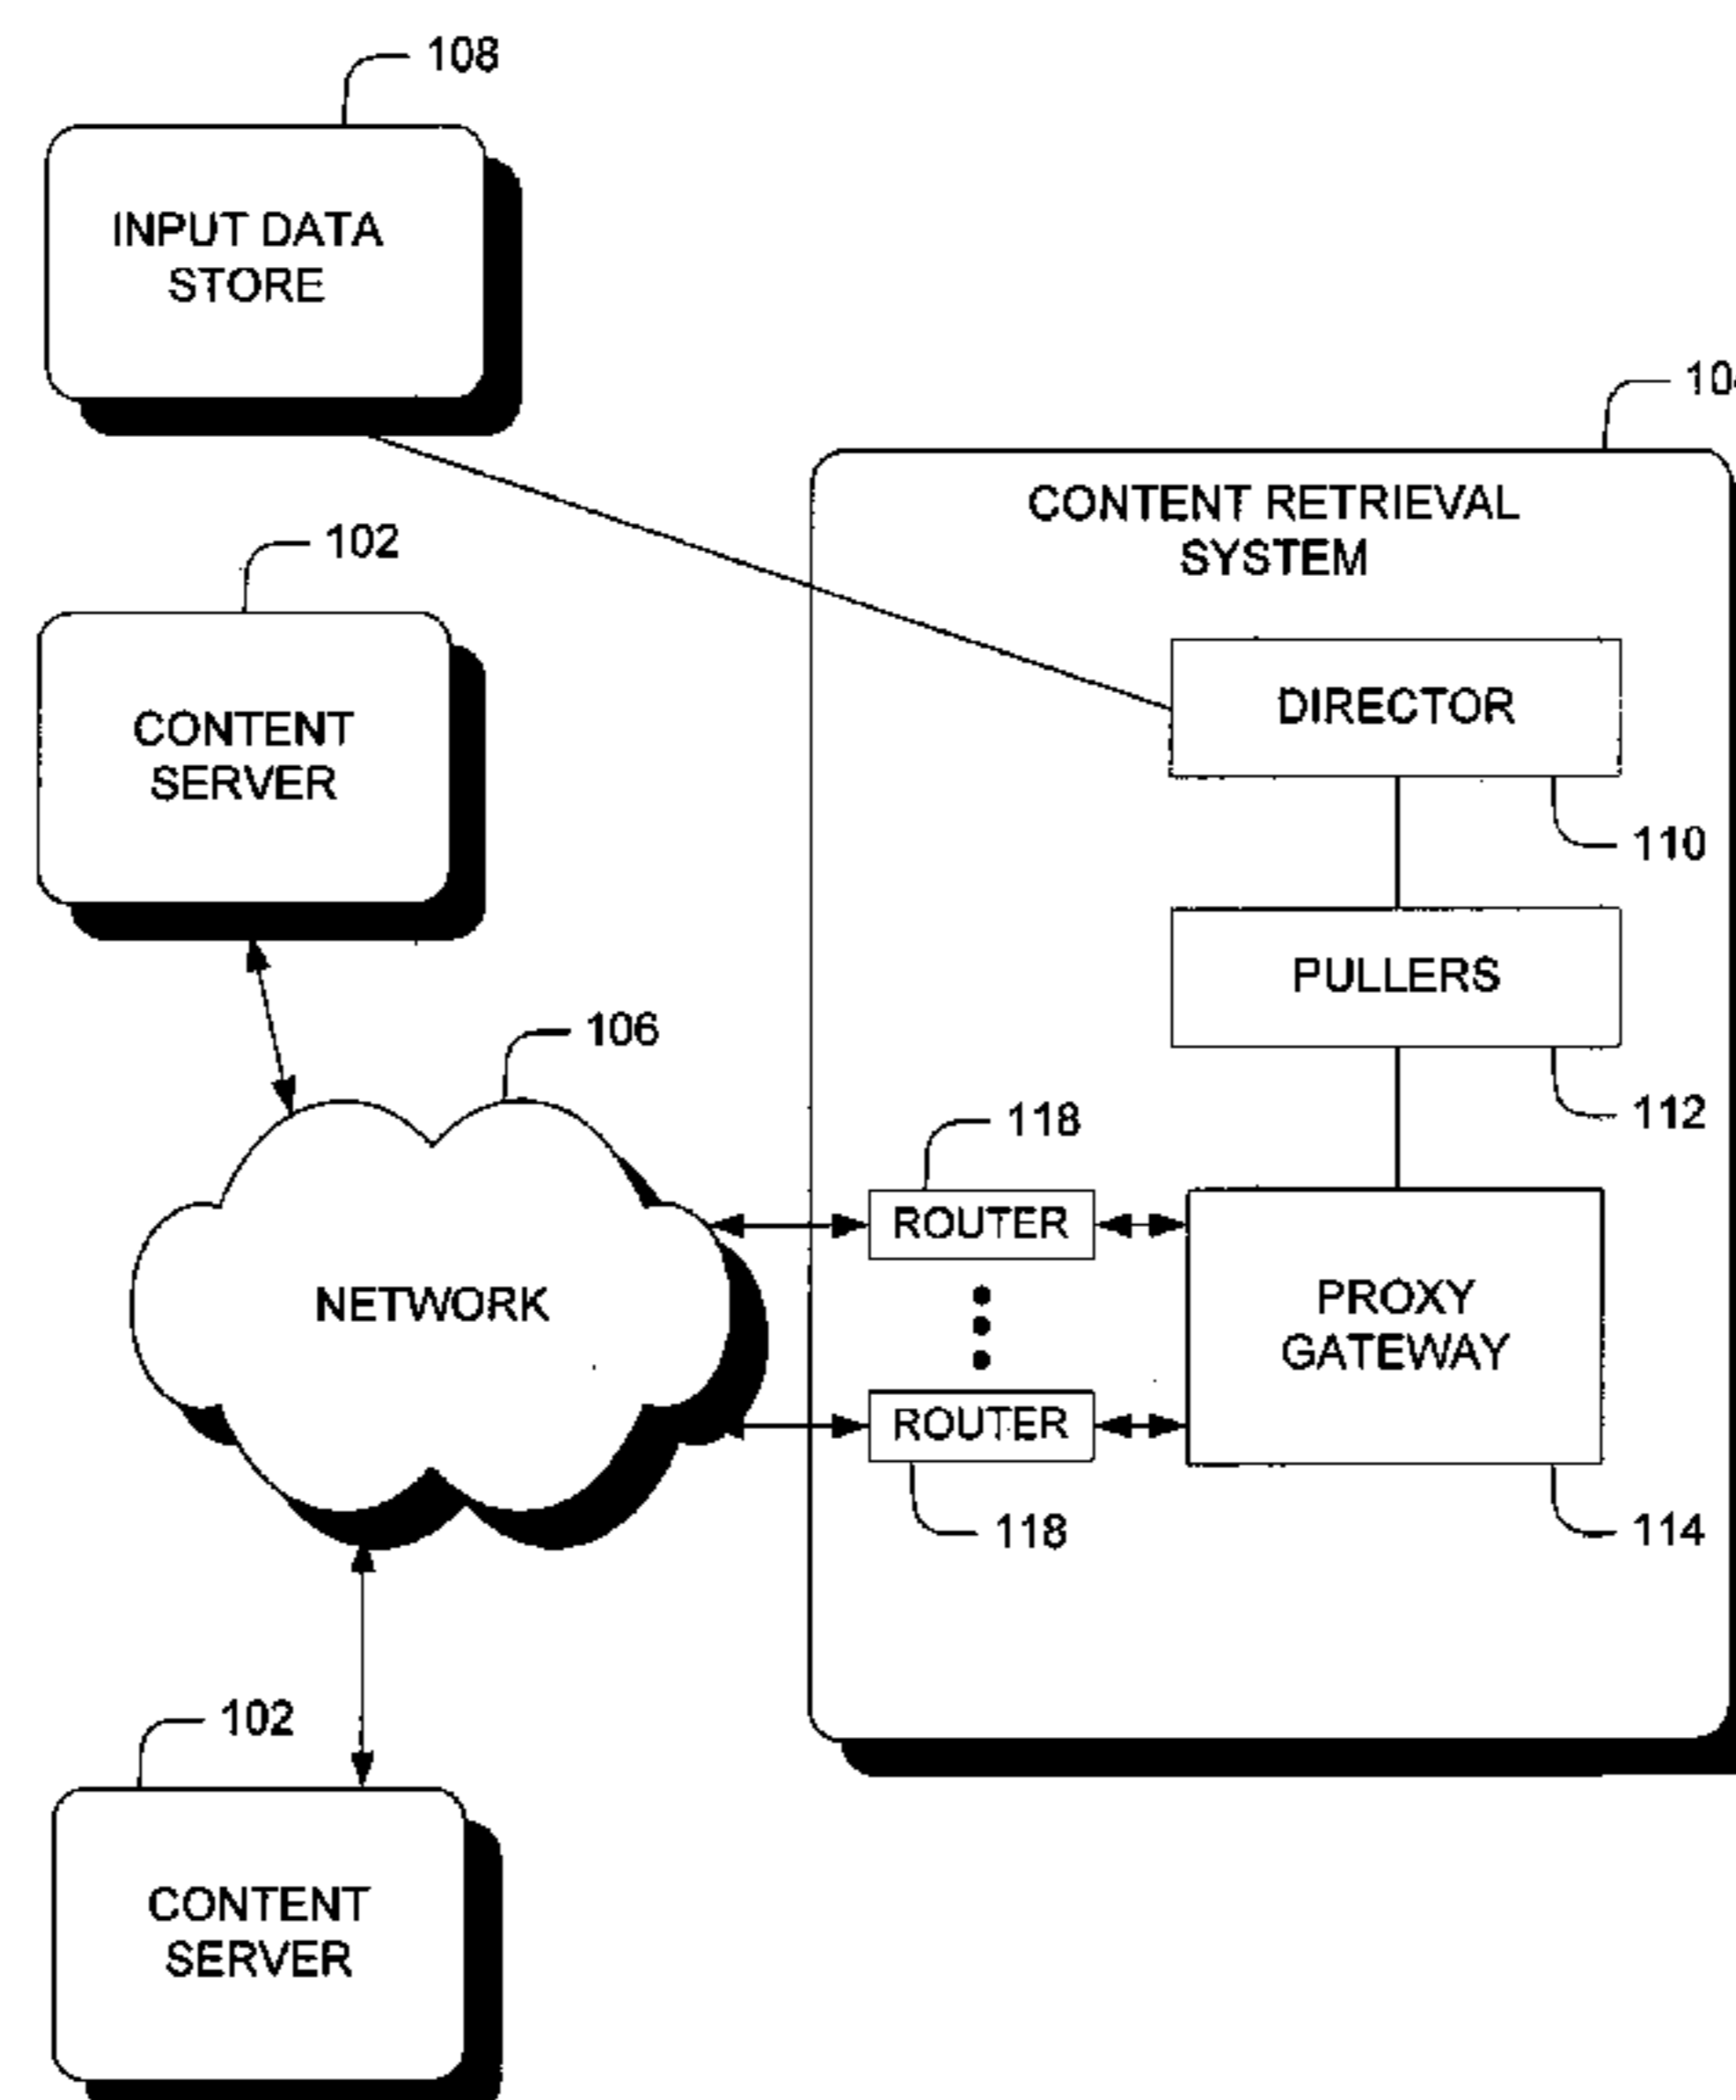 108
INPUT DATA
STORE
102
CONTENT
SERVER
CONTENT RETRIEVAL
SYSTEM
DIRECTOR
110
PULLERS
112
106
NETWORK
118
ROUTER
ROUTER
118
PROXY
GATEWAY
114
102
CONTENT
SERVER